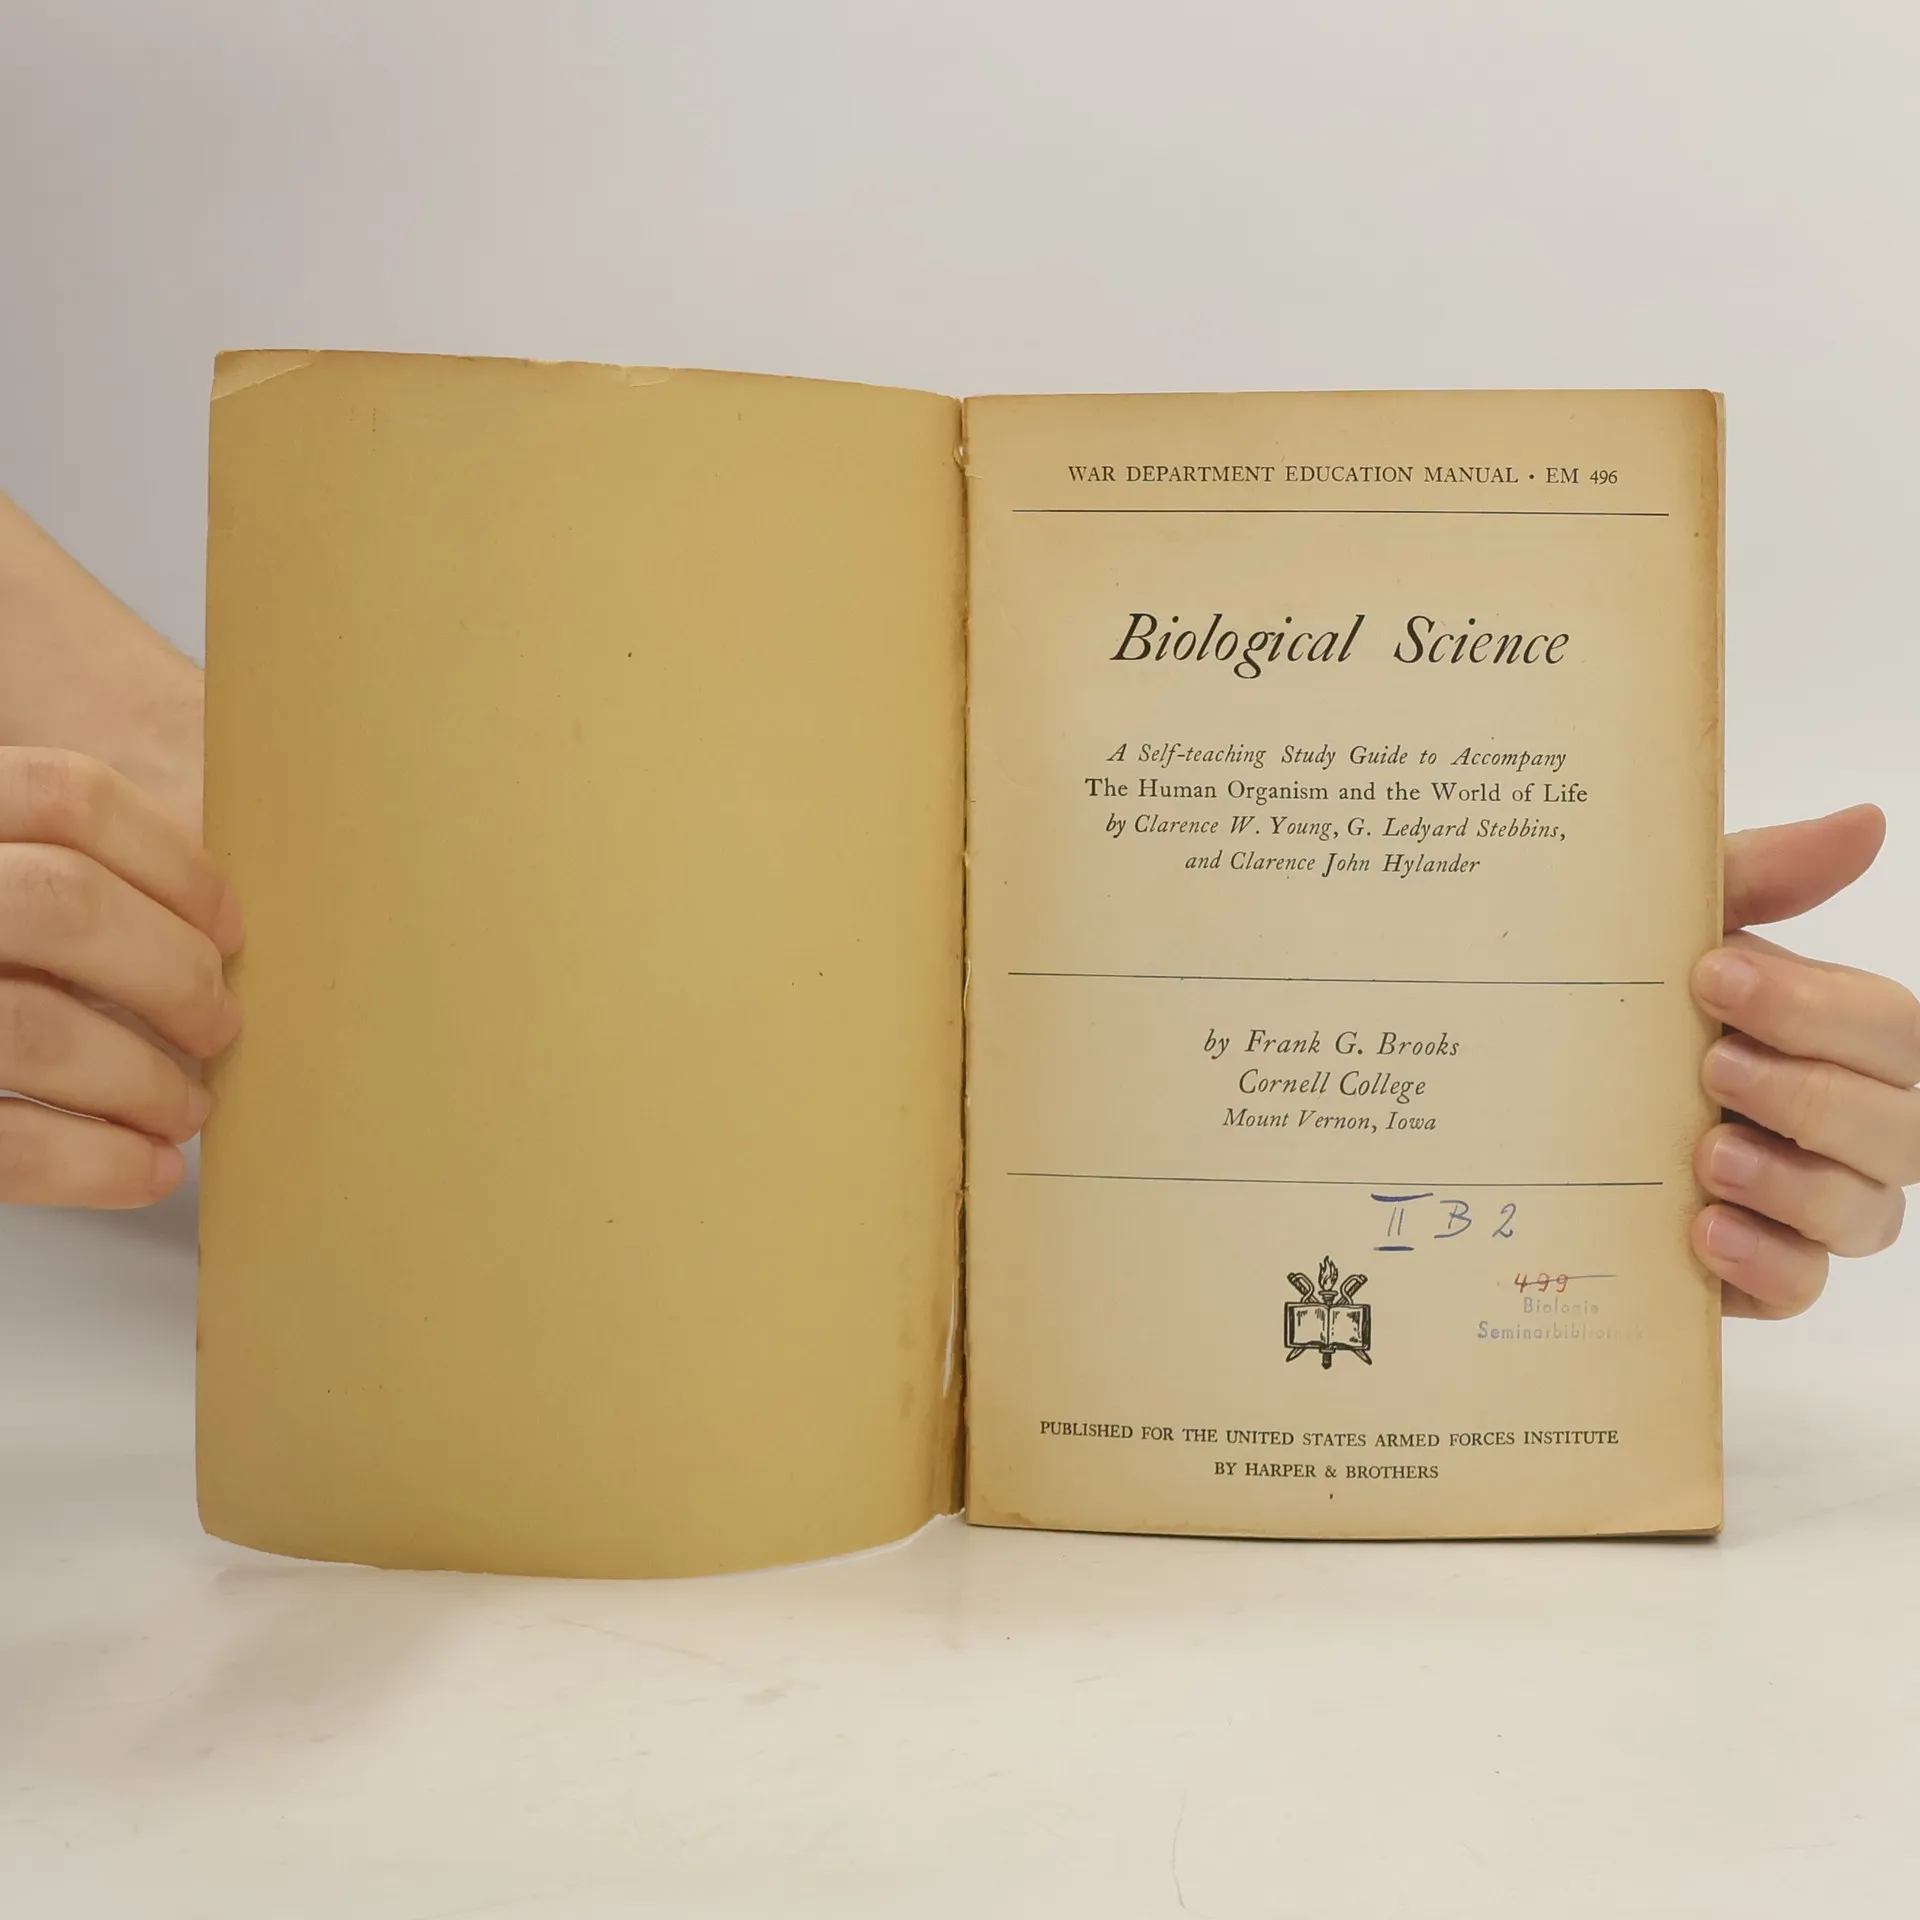 WAR DEPARTMENT EDUCATION MANUAL • EM 496
Biological Science
A Self-teaching Study Guide to Accompany
The Human Organism and the World of Life
by Clarence W. Young, G. Ledyard Stebbins,
and Clarence John Hylander
by Frank G. Brooks
Cornell College
Mount Vernon, Iowa
II B 2
499
Biologie
PUBLISHED FOR THE UNITED STATES ARMED FORCES INSTITUTE
BY HARPER & BROTHERS